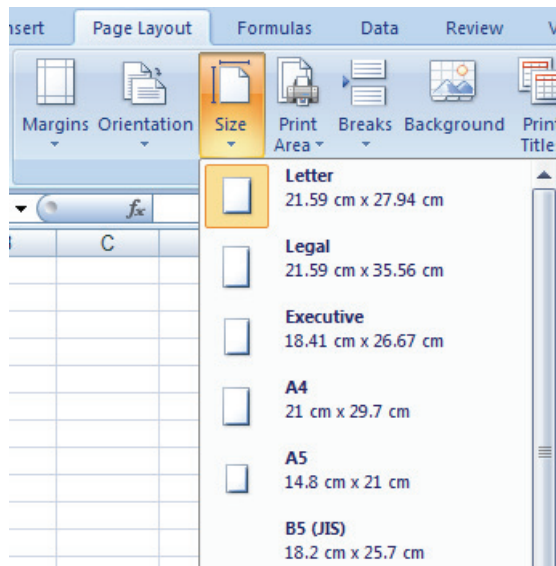 nsert Page Layout Formulas Data Review
Margins Orientation Size Print Area Breaks Background Print Title
fx
C
Letter
21.59 cm x 27.94 cm
Legal
21.59 cm x 35.56 cm
Executive
18.41 cm x 26.67 cm
A4
21 cm x 29.7 cm
A5
14.8 cm x 21 cm
B5 (JIS)
18.2 cm x 25.7 cm